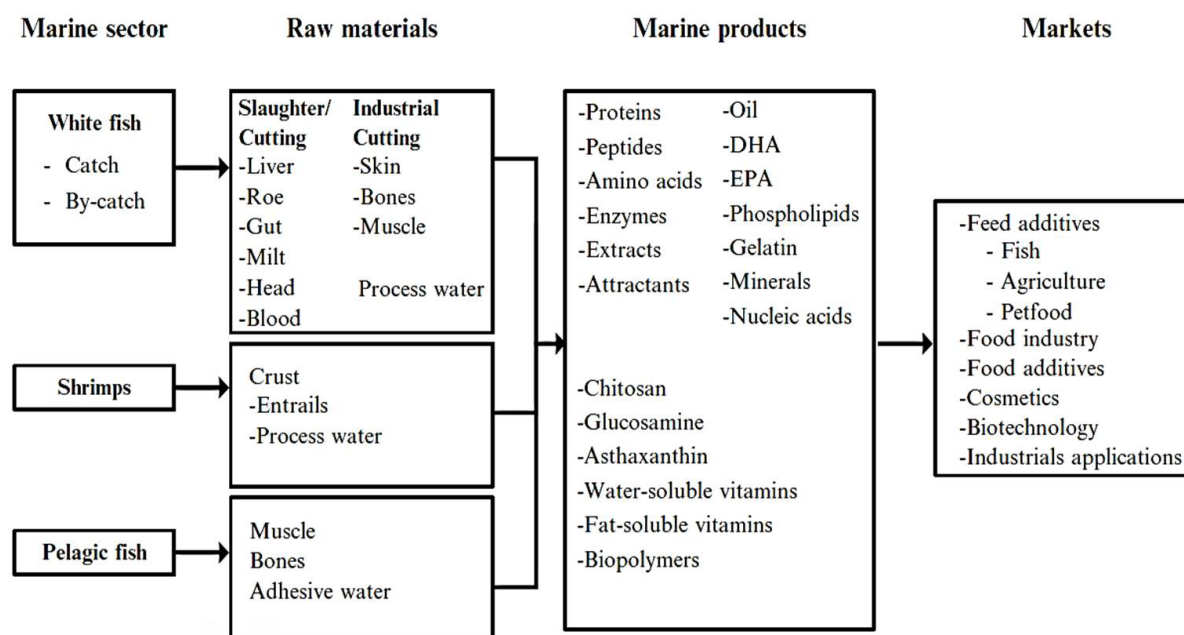 Marine sector
Raw materials
Marine products
Markets
White fish
- Catch
- By-catch
Slaughter/
Cutting
-Liver
-Roe
-Gut
-Milt
-Head
-Blood
Industrial
Cutting
-Skin
-Bones
-Muscle
Process water
Shrimps
Crust
-Entrails
-Process water
Pelagic fish
Muscle
Bones
Adhesive water
-Proteins
-Peptides
-Amino acids
-Enzymes
-Extracts
-Attractants
-Oil
-DHA
-EPA
-Phospholipids
-Gelatin
-Minerals
-Nucleic acids
-Chitosan
-Glucosamine
-Asthaxanthin
-Water-soluble vitamins
-Fat-soluble vitamins
-Biopolymers
-Feed additives
- Fish
- Agriculture
- Petfood
-Food industry
-Food additives
-Cosmetics
-Biotechnology
-Industrials applications